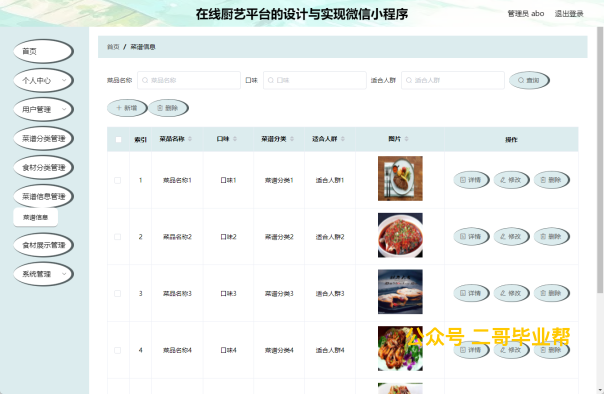 在线厨艺平台的设计与实现微信小程序
管理员 abo 退出登录
首页
个人中心
用户管理
菜谱分类管理
食材分类管理
菜谱信息管理
菜谱信息
食材展示管理
系统管理
首页 / 菜谱信息
菜品名称 菜品名称 口味 口味 适合人群 适合人群 查询
新增 删除
索引 菜品名称 口味 菜谱分类 适合人群 图片 操作
1 菜品名称1 口味1 菜谱分类1 适合人群1 详情 修改 删除
2 菜品名称2 口味2 菜谱分类2 适合人群2 详情 修改 删除
3 菜品名称3 口味3 菜谱分类3 适合人群3 详情 修改 删除
公众号 二哥毕业帮
4 菜品名称4 口味4 菜谱分类4 适合人群4 详情 修改 删除